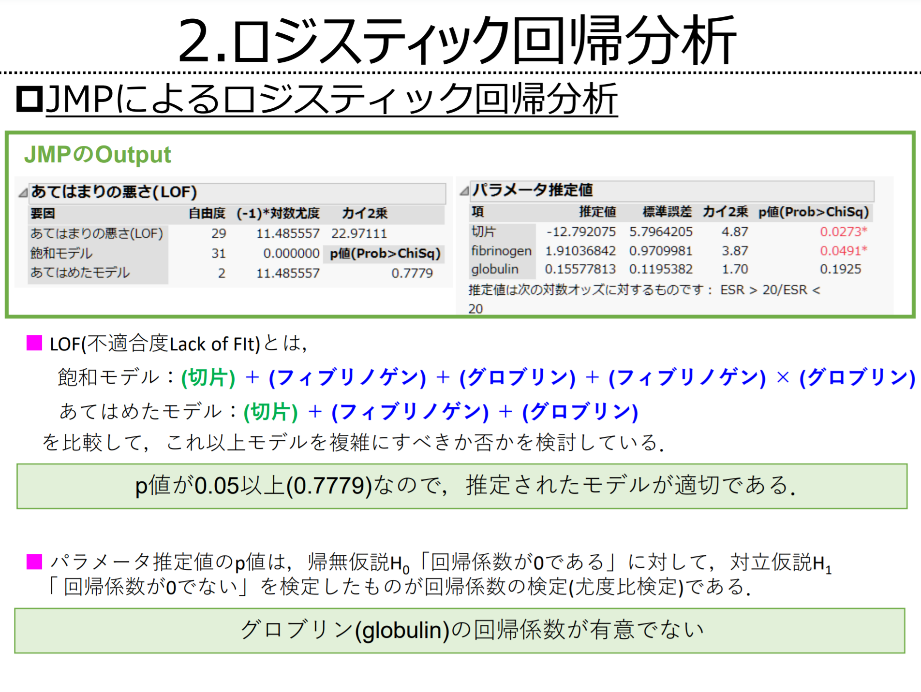 2.ロジスティック回帰分析
JMPによるロジスティック回帰分析
JMPのOutput
あてはまりの悪さ(LOF)
要因 自由度 (-1)*対数尤度 カイ2乗
あてはまりの悪さ(LOF) 29 11.485557 22.97111
飽和モデル 31 0.000000 p値(Prob>ChiSq)
あてはめたモデル 2 11.485557 0.7779
パラメータ推定値
項 推定値 標準誤差 カイ2乗 p値(Prob>ChiSq)
切片 -12.792075 5.7964205 4.87 0.0273*
fibrinogen 1.91036842 0.9709981 3.87 0.0491*
globulin 0.15577813 0.1195382 1.70 0.1925
推定値は次の対数オッズに対するものです : ESR > 20/ESR <
20
LOF(不適合度Lack of FIt)とは,
飽和モデル：(切片) ＋ (フィブリノゲン) ＋ (グロブリン) ＋ (フィブリノゲン) × (グロブリン)
あてはめたモデル：(切片) ＋ (フィブリノゲン) ＋ (グロブリン)
を比較して，これ以上モデルを複雑にすべきか否かを検討している．
p値が0.05以上(0.7779)なので，推定されたモデルが適切である．
パラメータ推定値のp値は，帰無仮説H0「回帰係数が0である」に対して，対立仮説H1
「 回帰係数が0でない」を検定したものが回帰係数の検定(尤度比検定)である．
グロブリン(globulin)の回帰係数が有意でない